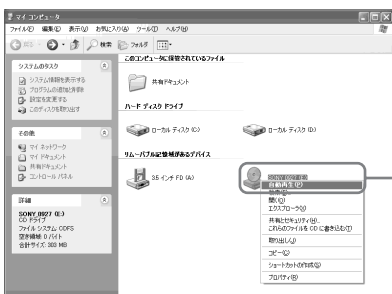 マイ コンピュータ
ファイル(F) 編集(E) 表示(V) お気に入り(A) ツール(T) ヘルプ(H)
戻る 検索 フォルダ
システムのタスク
システム情報を表示する
プログラムの追加と削除
設定を変更する
このディスクを取り出す
その他
マイ ネットワーク
マイ ドキュメント
共有ドキュメント
コントロール パネル
詳細
SONY_0927 (E:)
CD ドライブ
ファイル システム: CDFS
空き領域: 0 バイト
合計サイズ: 303 MB
このコンピュータに保管されているファイル
共有ドキュメント
ハード ディスク ドライブ
ローカル ディスク (C:)
ローカル ディスク (D:)
リムーバブル記憶域があるデバイス
3.5 インチ FD (A:)
SONY_0927 (E:)
自動再生(P)
検索(E)...
開く(O)
エクスプローラ(X)
共有とセキュリティ(H)...
これらのファイルを CD に書き込む(T)
取り出し(J)
コピー(C)
ショートカットの作成(S)
プロパティ(R)